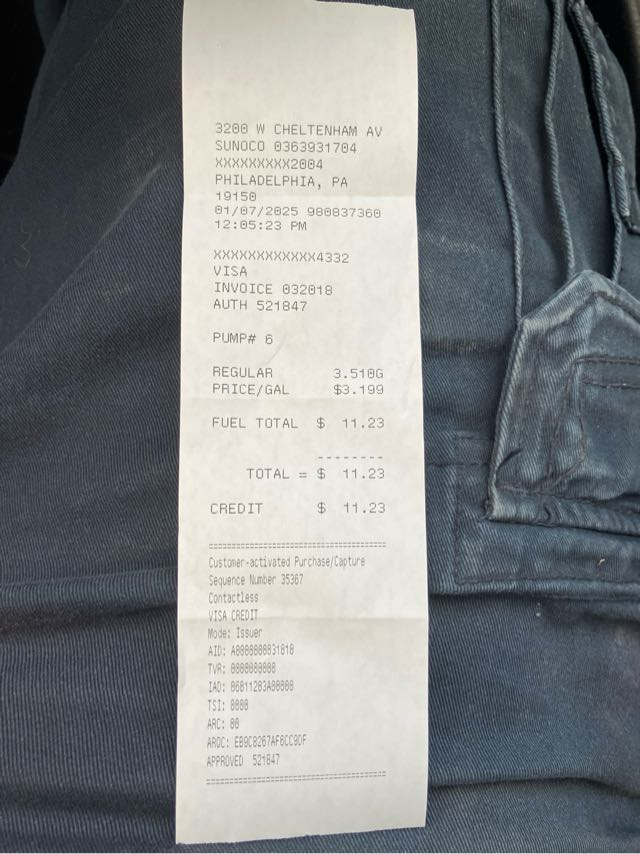 3200 W CHELTENHAM AV
SUNOCO 0363931704
XXXXXXXXX2004
PHILADELPHIA, PA
19150
01/07/2025 980837360
12:05:23 PM
XXXXXXXXXXXX4332
VISA
INVOICE 032018
AUTH 521847
PUMP# 6
REGULAR 3.510G
PRICE/GAL $3.199
FUEL TOTAL $ 11.23
--------
TOTAL = $ 11.23
CREDIT $ 11.23
Customer-activated Purchase/Capture
Sequence Number 35367
Contactless
VISA CREDIT
Mode: Issuer
AID:
TVR: 0000000000
IAD:
TSI: 0000
ARC: 00
ARQC:
APPROVED 521847